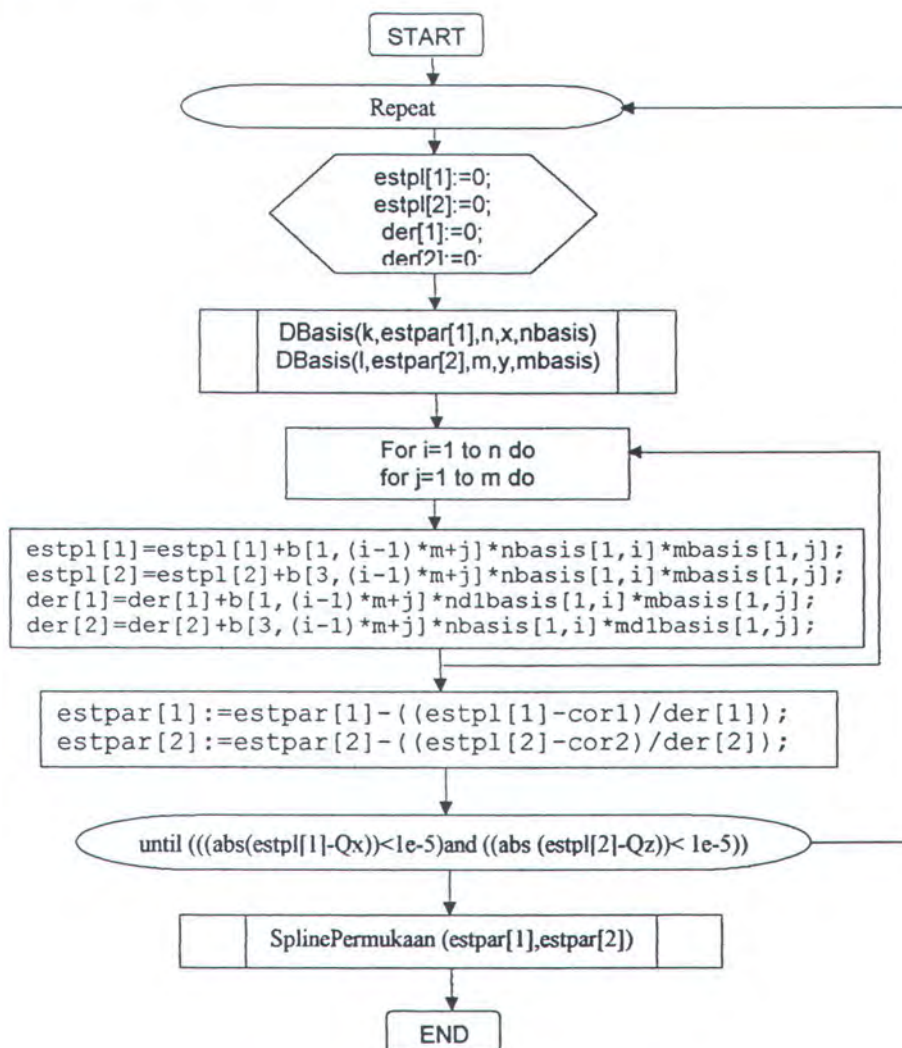 START
Repeat
estpl[1]:=0;
estpl[2]:=0;
der[1]:=0;
der[2]:=0;
DBasis(k,estpar[1],n,x,nbasis)
DBasis(l,estpar[2],m,y,mbasis)
For i=1 to n do
for j=1 to m do
estpl[1]=estpl[1]+b[1,(i-1)*m+j]*nbasis[1,i]*mbasis[1,j];
estpl[2]=estpl[2]+b[3,(i-1)*m+j]*nbasis[1,i]*mbasis[1,j];
der[1]=der[1]+b[1,(i-1)*m+j]*nd1basis[1,i]*mbasis[1,j];
der[2]=der[2]+b[3,(i-1)*m+j]*nbasis[1,i]*md1basis[1,j];
estpar[1]:=estpar[1]-((estpl[1]-cor1)/der[1]);
estpar[2]:=estpar[2]-((estpl[2]-cor2)/der[2]);
until (((abs(estpl[1]-Qx))<1e-5)and ((abs (estpl[2]-Qz))< 1e-5))
SplinePermukaan (estpar[1],estpar[2])
END